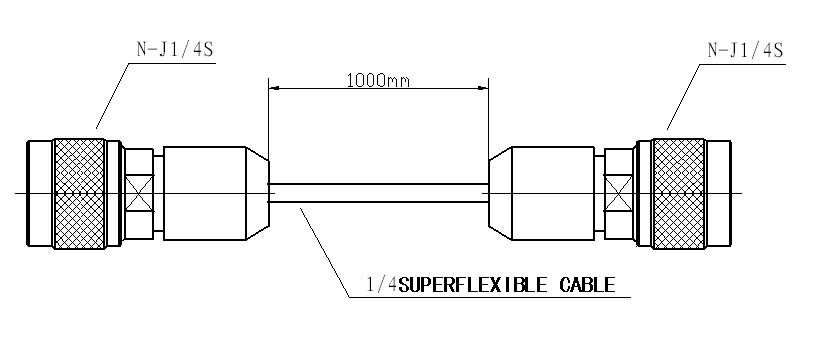 N-J1/4S
N-J1/4S
1000mm
1/4SUPERFLEXIBLE CABLE